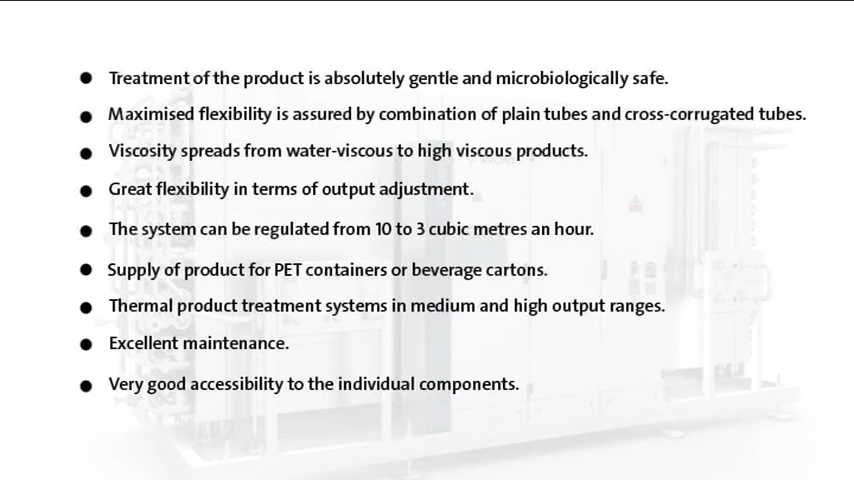 ● Treatment of the product is absolutely gentle and microbiologically safe.
● Maximised flexibility is assured by combination of plain tubes and cross-corrugated tubes.
● Viscosity spreads from water-viscous to high viscous products.
● Great flexibility in terms of output adjustment.
● The system can be regulated from 10 to 3 cubic metres an hour.
● Supply of product for PET containers or beverage cartons.
● Thermal product treatment systems in medium and high output ranges.
● Excellent maintenance.
● Very good accessibility to the individual components.